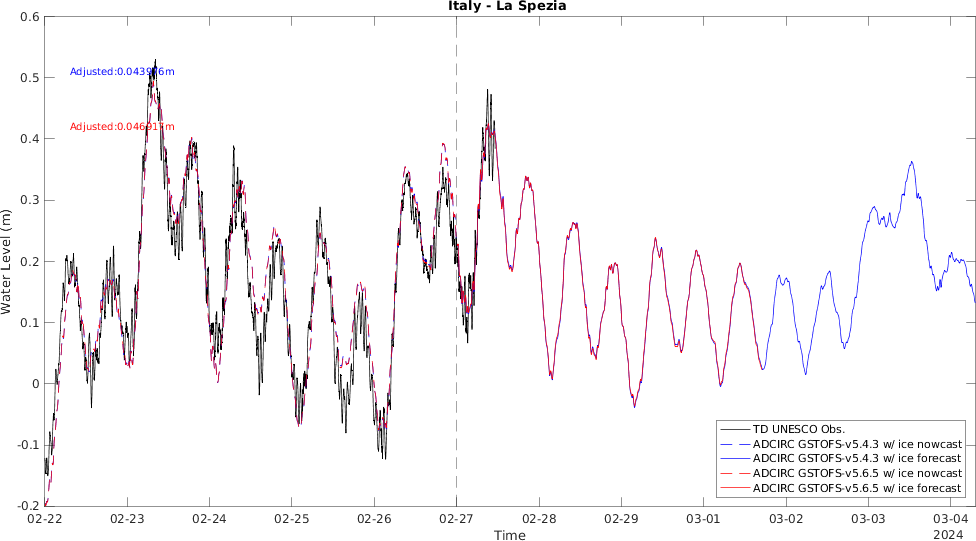 Italy - La Spezia
0.6
0.5
0.4
0.3
0.2
0.1
0
-0.1
-0.2
Water Level (m)
Adjusted:
Adjusted:
02-22 02-23 02-24 02-25 02-26 02-27 02-28 02-29 03-01 03-02 03-03 03-04
2024
Time
TD UNESCO Obs.
ADCIRC GSTOFS-v5.4.3 w/ ice nowcast
ADCIRC GSTOFS-v5.4.3 w/ ice forecast
ADCIRC GSTOFS-v5.6.5 w/ ice nowcast
ADCIRC GSTOFS-v5.6.5 w/ ice forecast